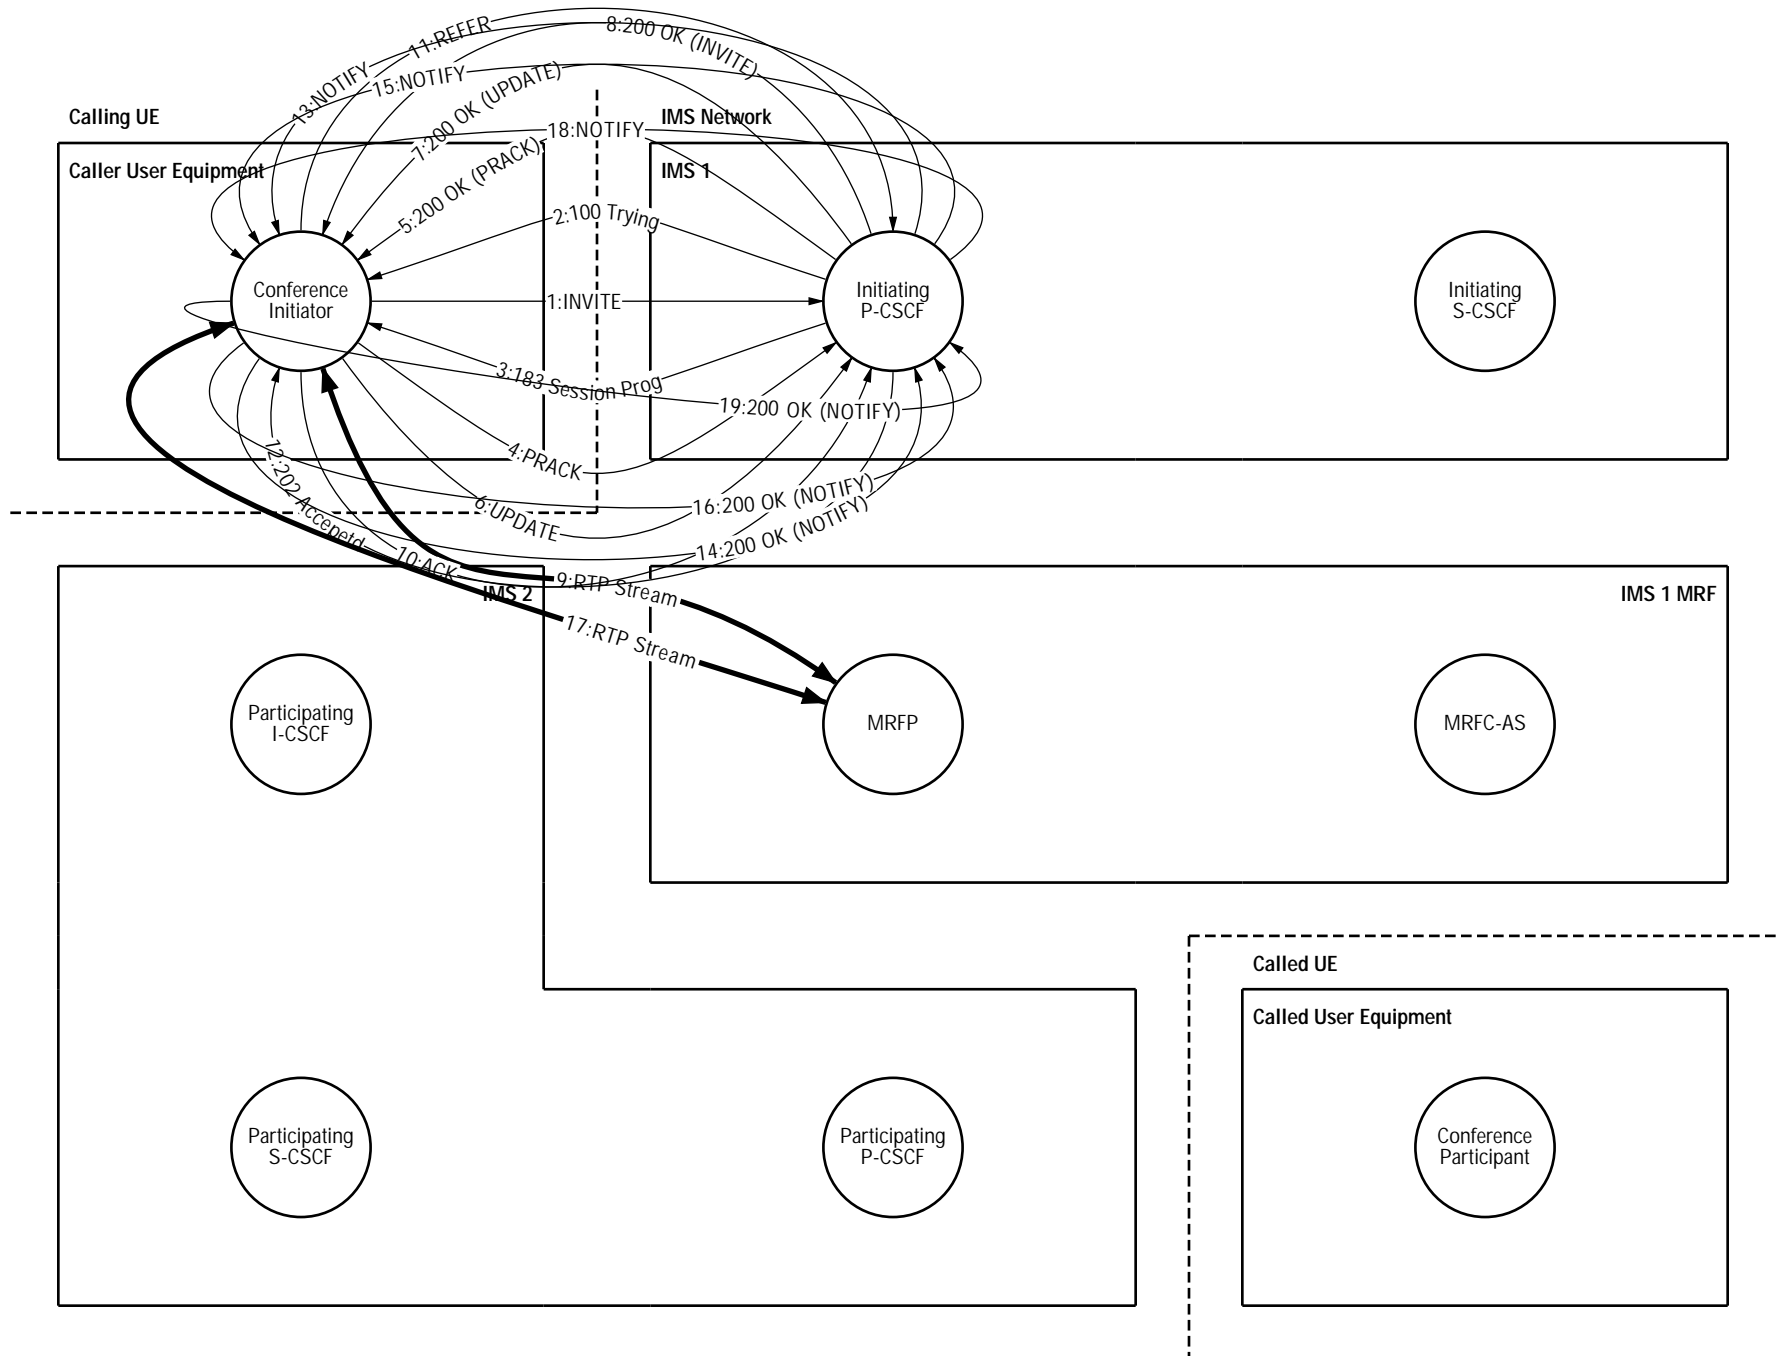 11:REFER
8:200 OK (INVITE)
13:NOTIFY
15:NOTIFY
7:200 OK (UPDATE)
Calling UE
IMS Network
18:NOTIFY
5:200 OK (PRACK)
Caller User Equipment
IMS 1
2:100 Trying
Conference
Initiator
1:INVITE
Initiating
P-CSCF
Initiating
S-CSCF
3:183 Session Prog
19:200 OK (NOTIFY)
4:PRACK
12:202 Accepetd
6:UPDATE
16:200 OK (NOTIFY)
14:200 OK (NOTIFY)
10:ACK
9:RTP Stream
IMS 2
IMS 1 MRF
17:RTP Stream
Participating
I-CSCF
MRFP
MRFC-AS
Called UE
Called User Equipment
Participating
S-CSCF
Participating
P-CSCF
Conference
Participant